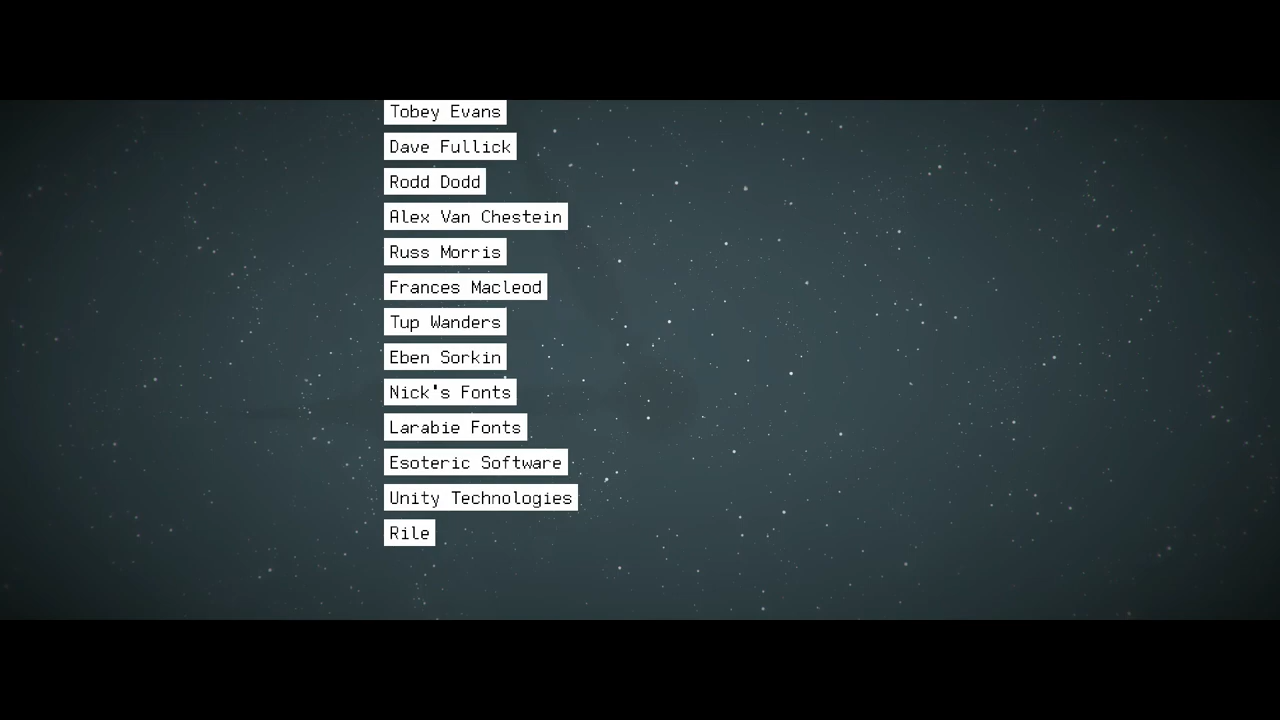 Tobey Evans
Dave Fullick
Rodd Dodd
Alex Van Chestein
Russ Morris
Frances Macleod
Tup Wanders
Eben Sorkin
Nick's Fonts
Larabie Fonts
Esoteric Software
Unity Technologies
Rile